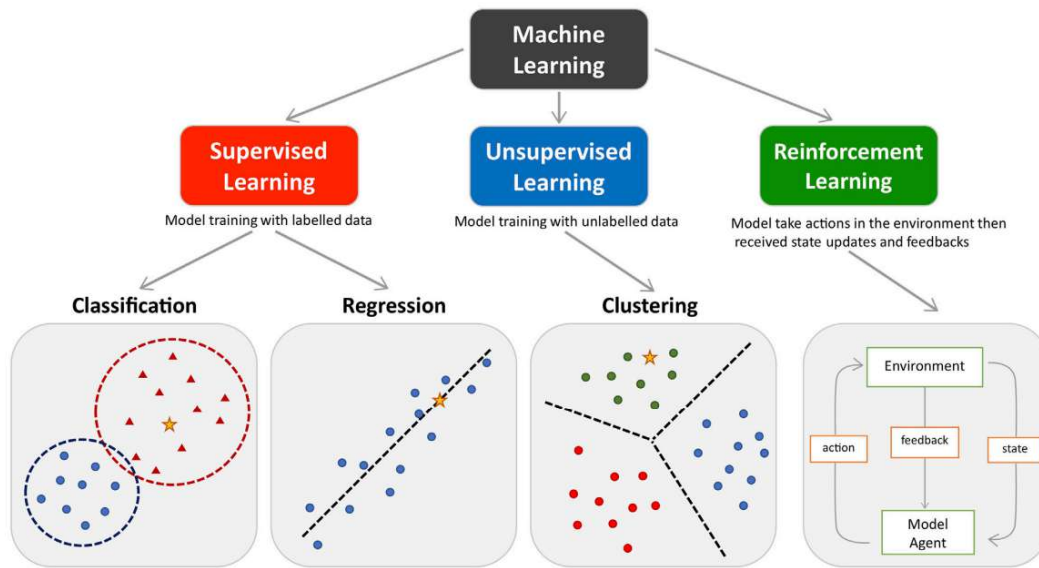 Machine
Learning
Supervised
Learning
Unsupervised
Learning
Reinforcement
Learning
Model training with labelled data
Model training with unlabelled data
Model take actions in the environment then
received state updates and feedbacks
Classification
Regression
Clustering
Environment
action
feedback
state
Model
Agent